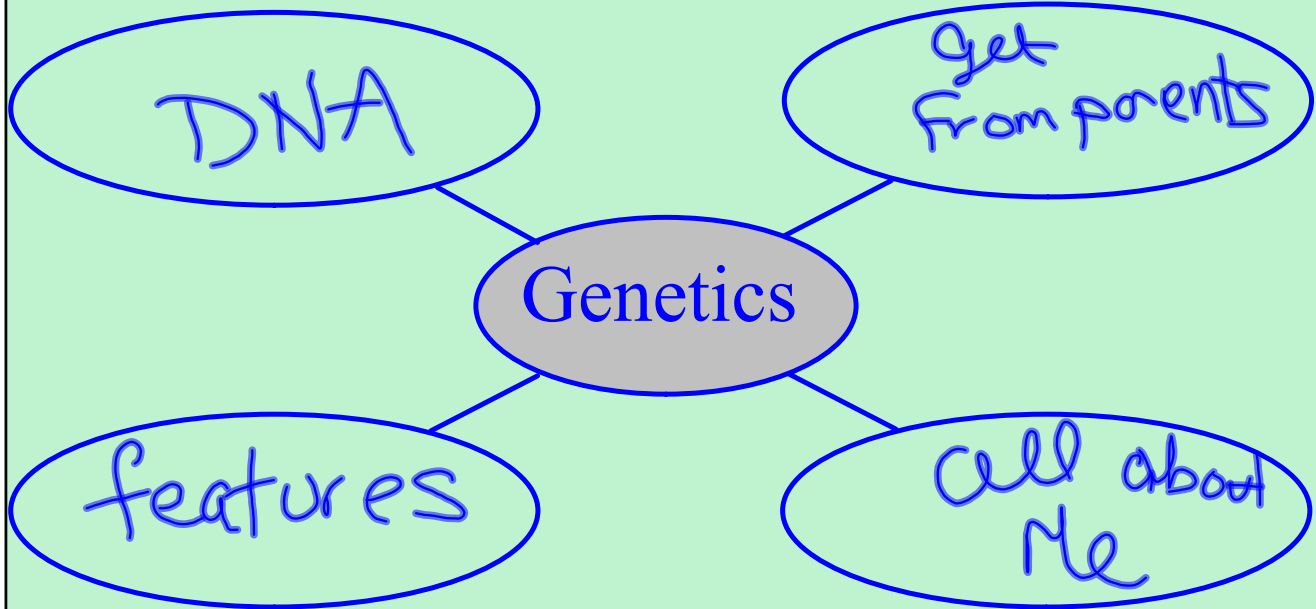 DNA
Get
from parents
Genetics
features
all about
Me